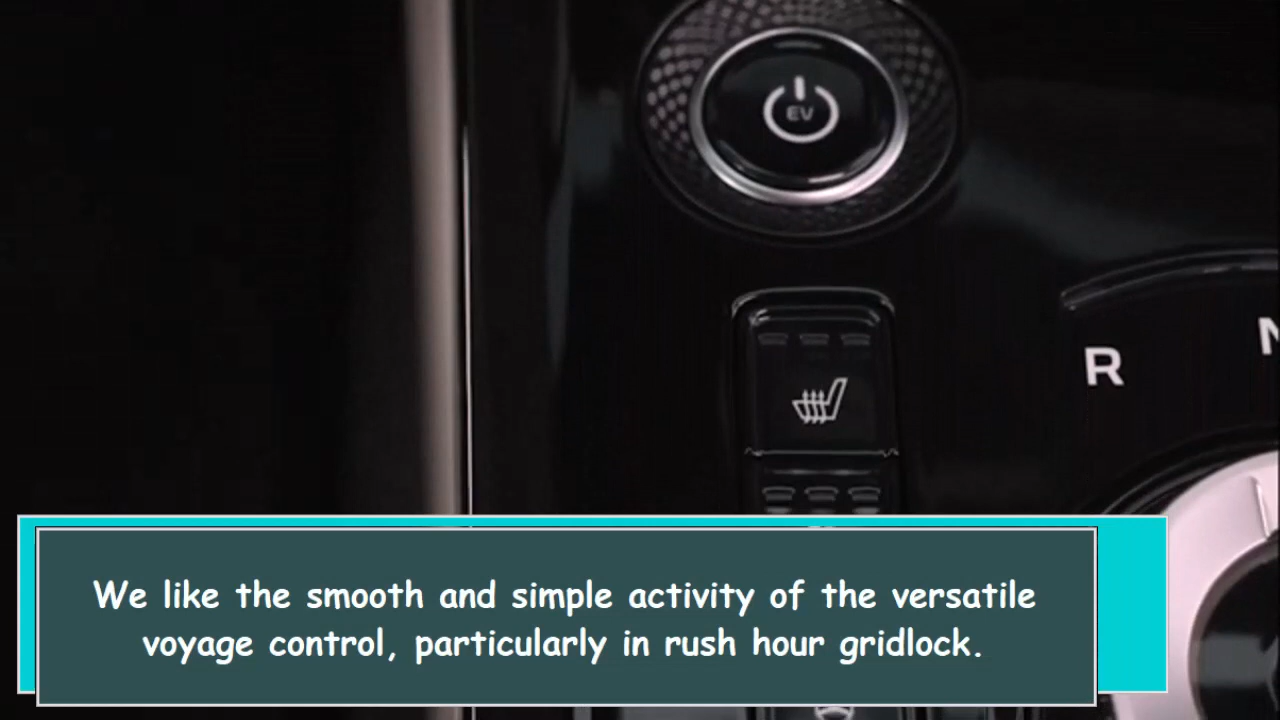 EV
R
We like the smooth and simple activity of the versatile
voyage control, particularly in rush hour gridlock.